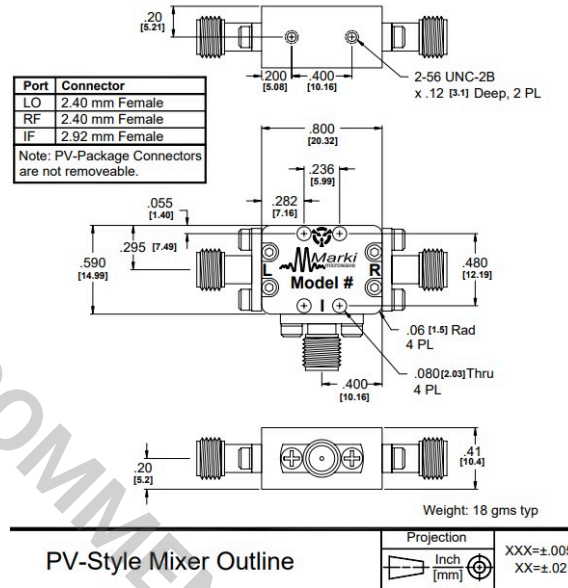 .20
[5.21]
.200
[5.08]
.400
[10.16]
2-56 UNC-2B
x .12 [3.1] Deep, 2 PL
Port Connector
LO 2.40 mm Female
RF 2.40 mm Female
IF 2.92 mm Female
Note: PV-Package Connectors
are not removeable.
.800
[20.32]
.236
[5.99]
.282
[7.16]
.055
[1.40]
.295 [7.49]
.590
[14.99]
.480
[12.19]
Marki
microwave
L R
Model #
I
.06 [1.5] Rad
4 PL
.080[2.03]Thru
4 PL
.400
[10.16]
.20
[5.2]
.41
[10.4]
Weight: 18 gms typ
PV-Style Mixer Outline
Projection
Inch
[mm]
XXX=±.005
XX=±.02
OMMEN